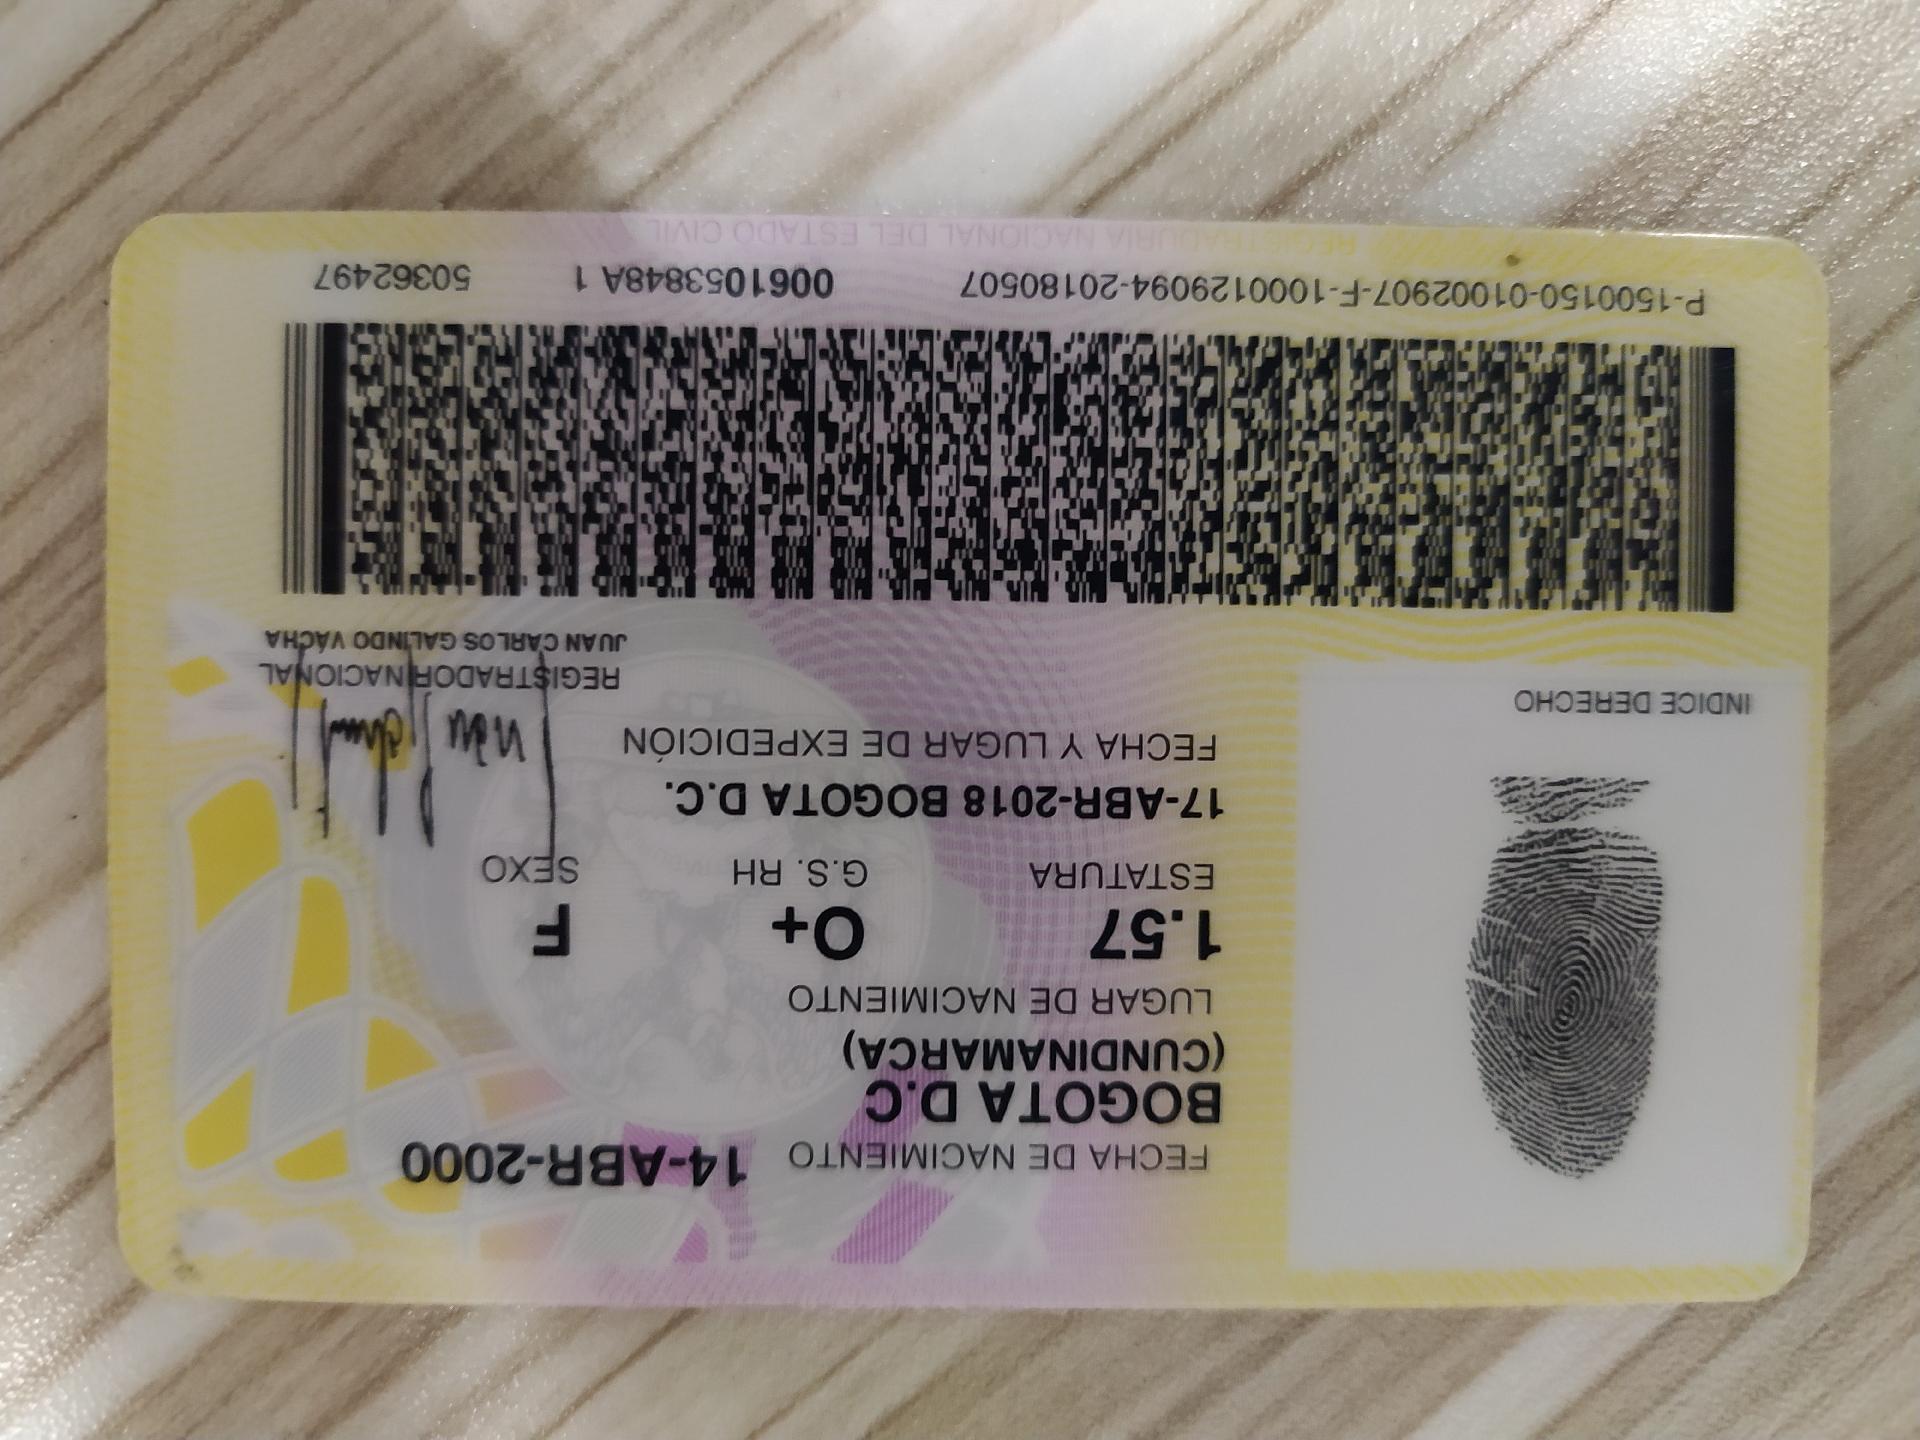 FECHA DE NACIMIENTO 14-ABR-2000
BOGOTA D.C
(CUNDINAMARCA)
LUGAR DE NACIMIENTO
1.57 O+ F
ESTATURA G.S. RH SEXO
17-ABR-2018 BOGOTA D.C.
FECHA Y LUGAR DE EXPEDICIÓN
INDICE DERECHO
REGISTRADOR NACIONAL
JUAN CARLOS GALINDO VÁCHA
P-1500150-01002907-F-1000129094-20180507 0061053848A 1 50362497
REGISTRADURIA NACIONAL DEL ESTADO CIVIL